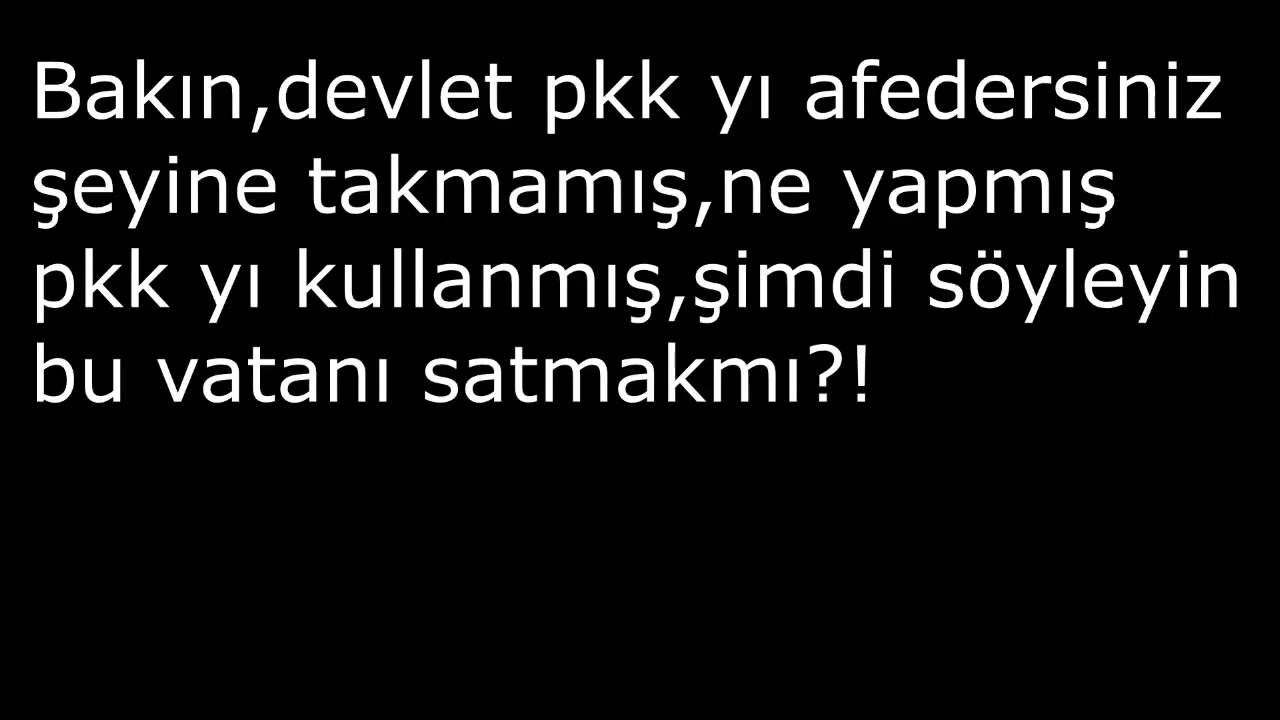 Bakın,devlet pkk yı afedersiniz
şeyine takmamış,ne yapmış
pkk yı kullanmış,şimdi söyleyin
bu vatanı satmakmı?!